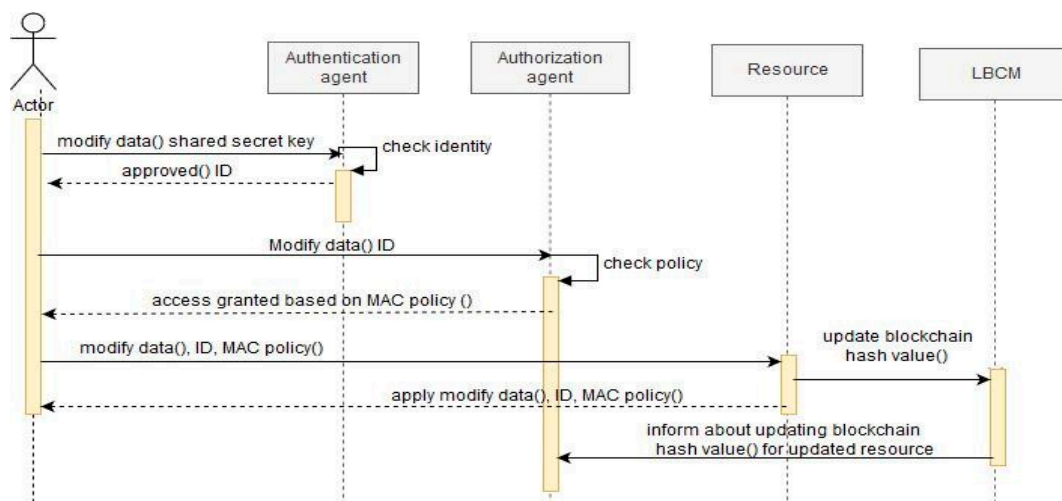 Authentication
agent
Authorization
agent
Resource
LBCM
Actor
modify data() shared secret key
check identity
approved() ID
Modify data() ID
check policy
access granted based on MAC policy ()
modify data(), ID, MAC policy()
update blockchain
hash value()
apply modify data(), ID, MAC policy()
inform about updating blockchain
hash value() for updated resource